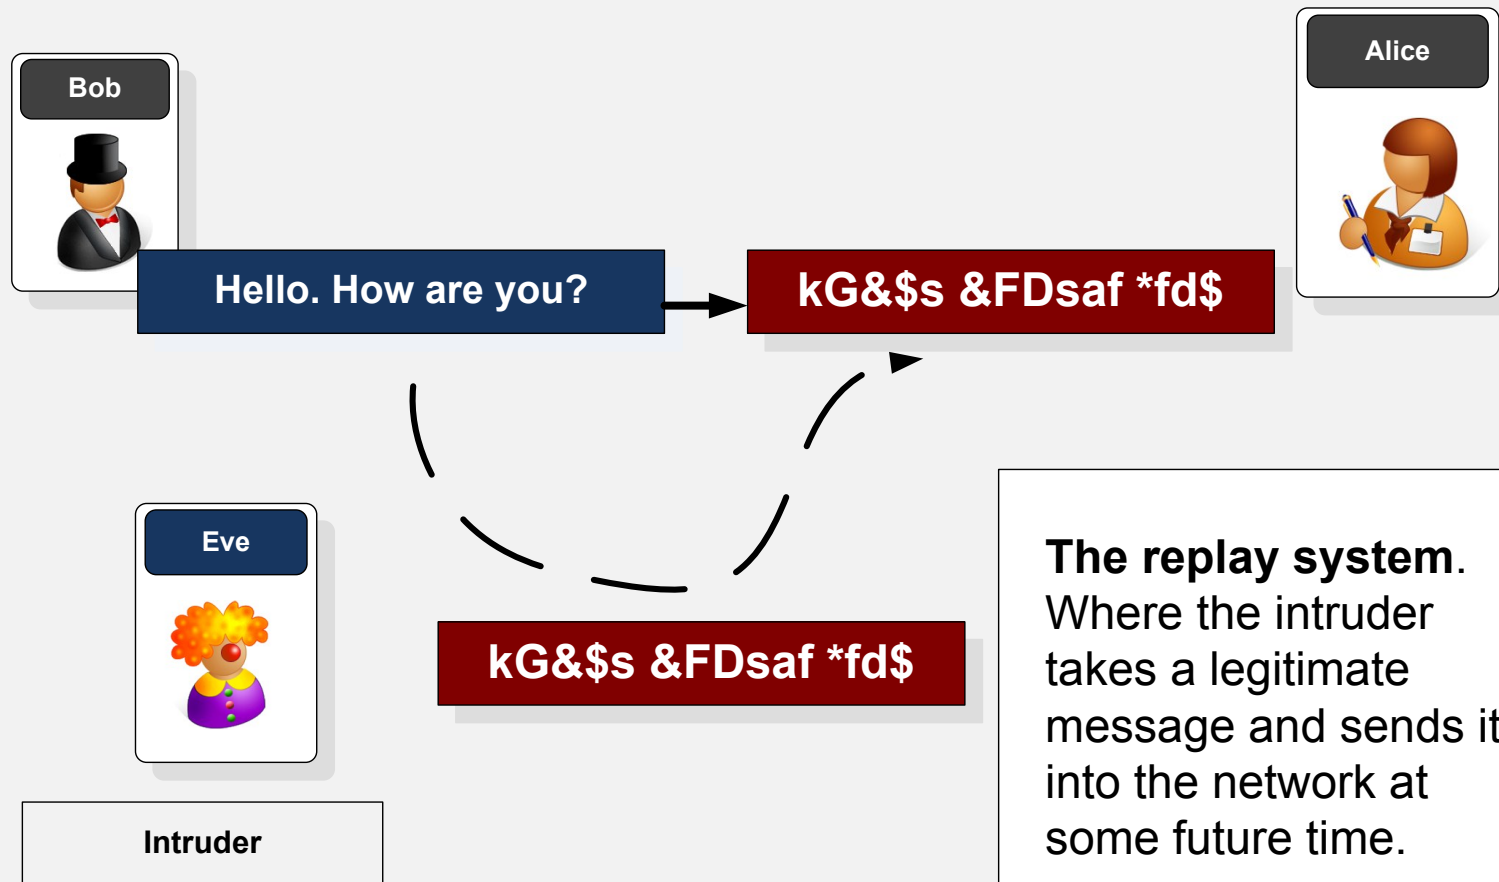 Bob
Alice
Hello. How are you?
kG&$s &FDsaf *fd$
Eve
kG&$s &FDsaf *fd$
Intruder
The replay system.
Where the intruder
takes a legitimate
message and sends it
into the network at
some future time.